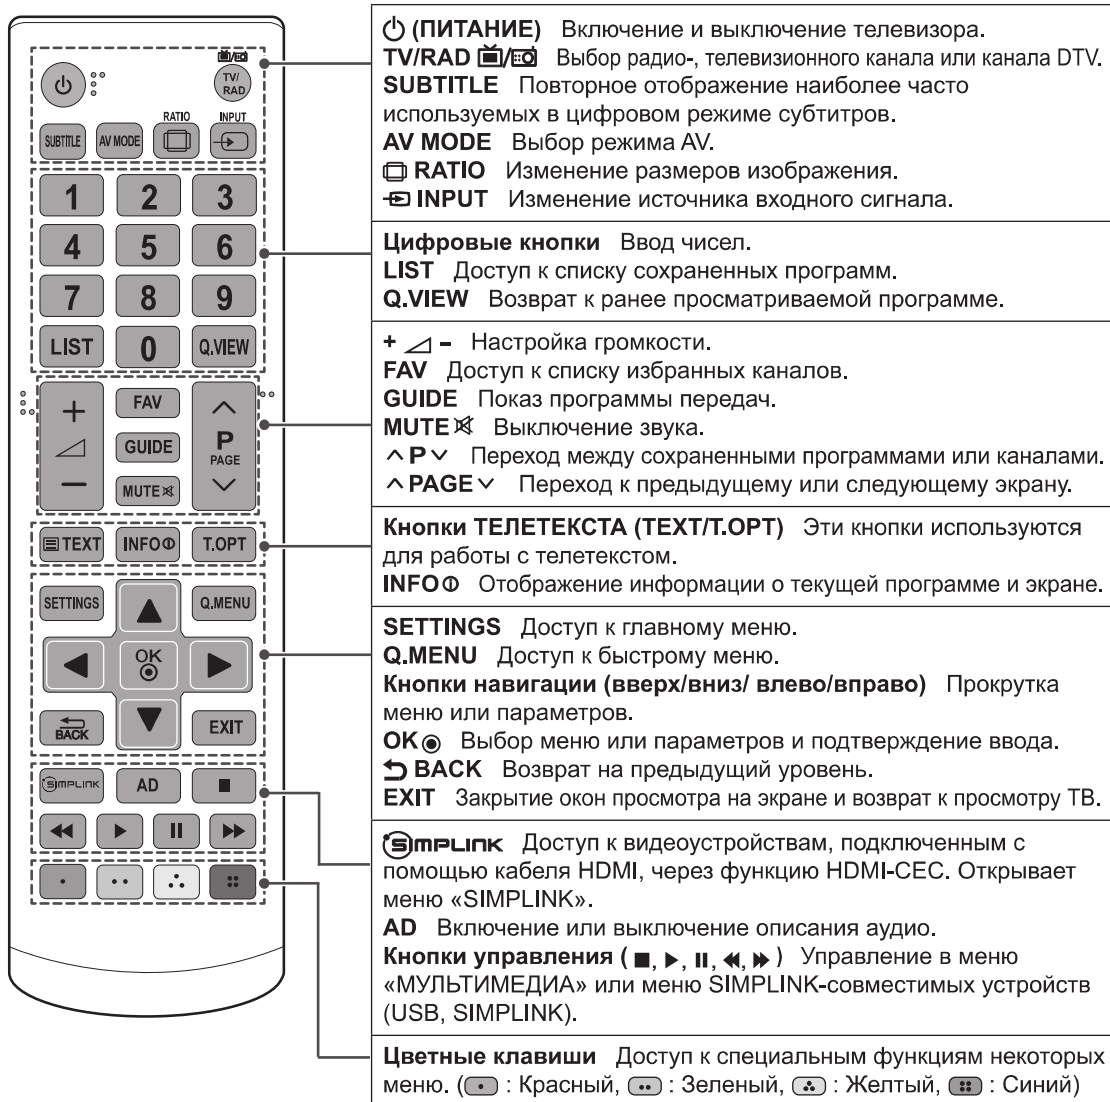 TV/
RAD
RATIO
INPUT
SUBTITLE
AV MODE
1
2
3
4
5
6
7
8
9
LIST
0
Q.VIEW
+
FAV
GUIDE
P
PAGE
−
MUTE
TEXT
INFO
T.OPT
SETTINGS
Q.MENU
OK
BACK
EXIT
SIMPLINK
AD
(ПИТАНИЕ) Включение и выключение телевизора.
TV/RAD / Выбор радио-, телевизионного канала или канала DTV.
SUBTITLE Повторное отображение наиболее часто
используемых в цифровом режиме субтитров.
AV MODE Выбор режима AV.
RATIO Изменение размеров изображения.
INPUT Изменение источника входного сигнала.
Цифровые кнопки Ввод чисел.
LIST Доступ к списку сохраненных программ.
Q.VIEW Возврат к ранее просматриваемой программе.
+ − Настройка громкости.
FAV Доступ к списку избранных каналов.
GUIDE Показ программы передач.
MUTE Выключение звука.
P Переход между сохраненными программами или каналами.
PAGE Переход к предыдущему или следующему экрану.
Кнопки ТЕЛЕТЕКСТА (TEXT/T.OPT) Эти кнопки используются
для работы с телетекстом.
INFO Отображение информации о текущей программе и экране.
SETTINGS Доступ к главному меню.
Q.MENU Доступ к быстрому меню.
Кнопки навигации (вверх/вниз/ влево/вправо) Прокрутка
меню или параметров.
OK Выбор меню или параметров и подтверждение ввода.
BACK Возврат на предыдущий уровень.
EXIT Закрытие окон просмотра на экране и возврат к просмотру ТВ.
SIMPLINK Доступ к видеоустройствам, подключенным с
помощью кабеля HDMI, через функцию HDMI-CEC. Открывает
меню «SIMPLINK».
AD Включение или выключение описания аудио.
Кнопки управления ( ■, ▶, ⏸, ◀◀, ▶▶ ) Управление в меню
«МУЛЬТИМЕДИА» или меню SIMPLINK-совместимых устройств
(USB, SIMPLINK).
Цветные клавиши Доступ к специальным функциям некоторых
меню. ( : Красный, : Зеленый, : Желтый, : Синий)